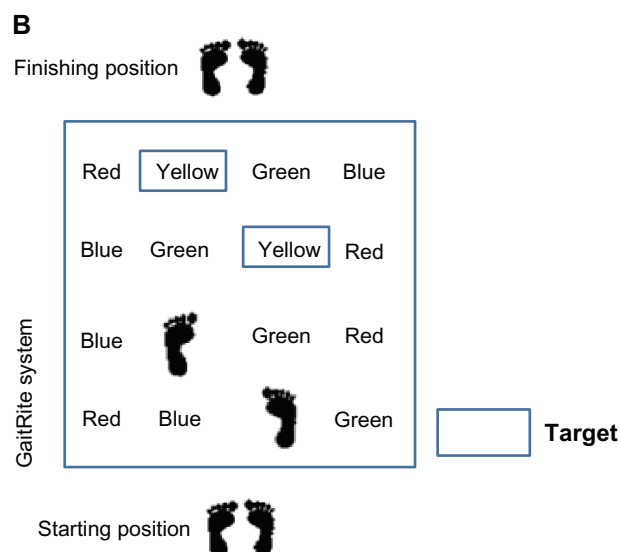 B
Finishing position
Red Yellow Green Blue
Blue Green Yellow Red
Blue Green Red
Red Blue Green
GaitRite system
Target
Starting position